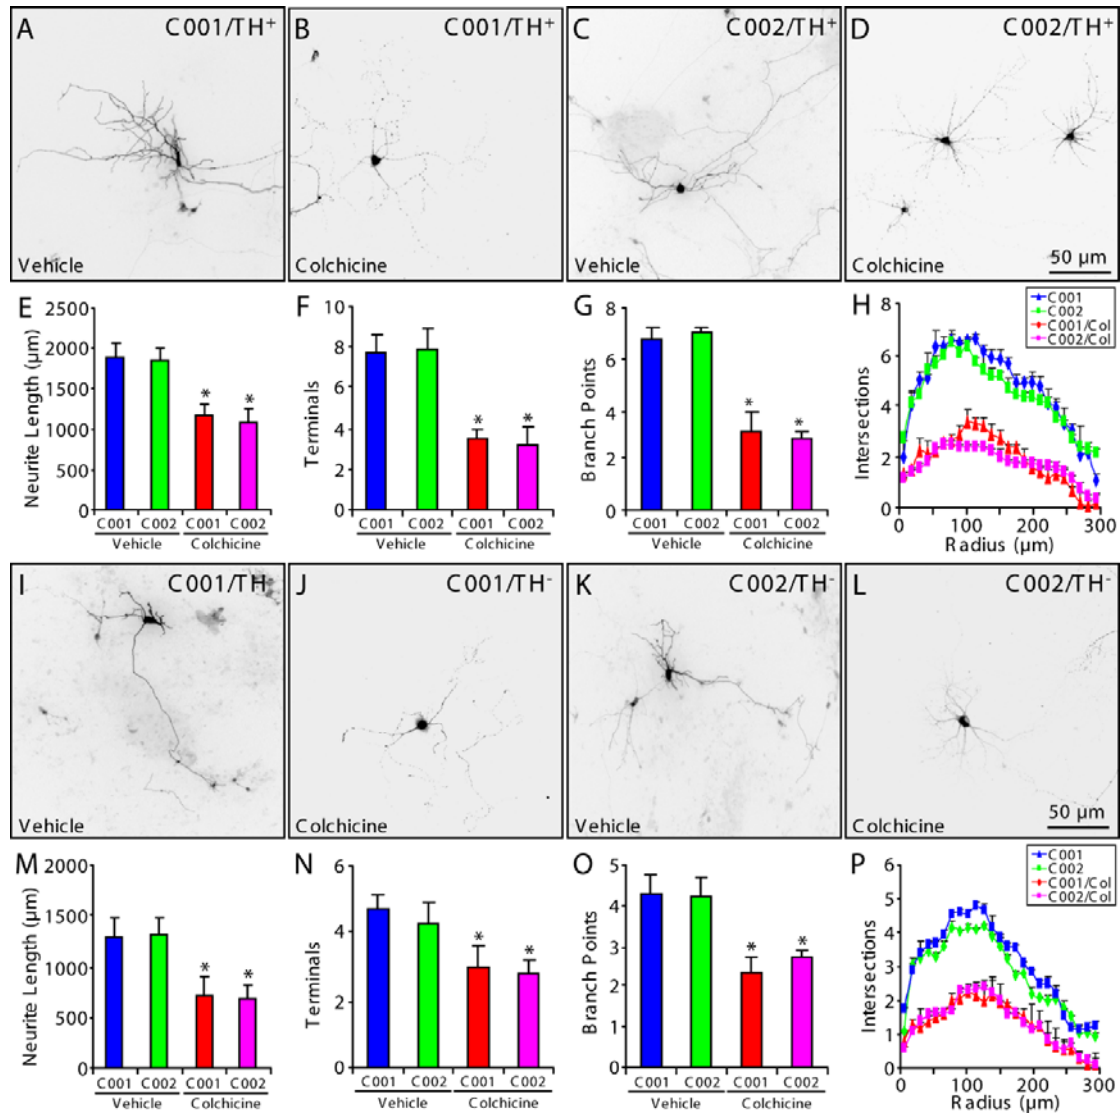 A C001/TH+ B C001/TH+ C C002/TH+ D C002/TH+
Vehicle Colchicine Vehicle Colchicine 50 µm
E F G H
Neurite Length (µm)
2500
2000
1500
1000
500
0
C001 C002 C001 C002
Vehicle Colchicine
Terminals
10
8
6
4
2
0
C001 C002 C001 C002
Vehicle Colchicine
Branch Points
8
6
4
2
0
C001 C002 C001 C002
Vehicle Colchicine
C001
C002
C001/Col
C002/Col
Intersections
8
6
4
2
0
0 100 200 300
Radius (µm)
* * * * * *
I C001/TH- J C001/TH- K C002/TH- L C002/TH-
Vehicle Colchicine Vehicle Colchicine 50 µm
M N O P
Neurite Length (µm)
2000
1500
1000
500
0
C001 C002 C001 C002
Vehicle Colchicine
Terminals
6
4
2
0
C001 C002 C001 C002
Vehicle Colchicine
Branch Points
5
4
3
2
1
0
C001 C002 C001 C002
Vehicle Colchicine
C001
C002
C001/Col
C002/Col
Intersections
6
5
4
3
2
1
0
0 100 200 300
Radius (µm)
* * * * * *